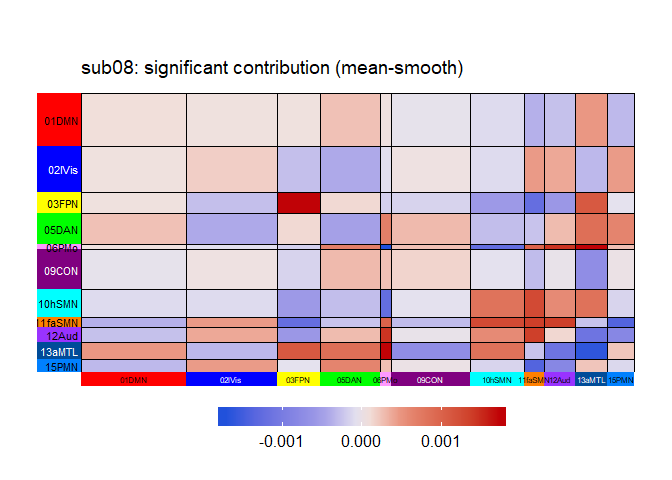 sub08: significant contribution (mean-smooth)
01DMN
02lVis
03FPN
05DAN
06PMo
09CON
10hSMN
1faSMN
12Aud
13aMTL
15PMN
01DMN 02lVis 03FPN 05DAN 06PMo 09CON 10hSMN 11faSMN 12Aud 13aMTL 15PMN
-0.001 0.000 0.001